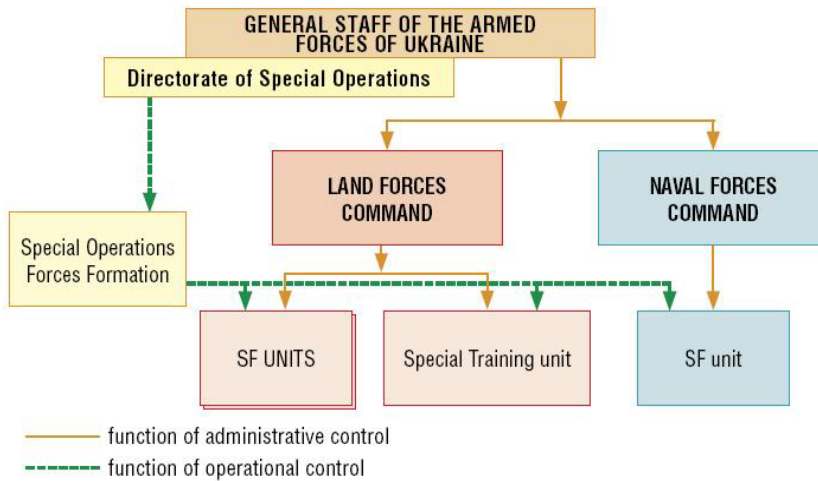 GENERAL STAFF OF THE ARMED
FORCES OF UKRAINE
Directorate of Special Operations
LAND FORCES
COMMAND
NAVAL FORCES
COMMAND
Special Operations
Forces Formation
SF UNITS
Special Training unit
SF unit
function of administrative control
function of operational control